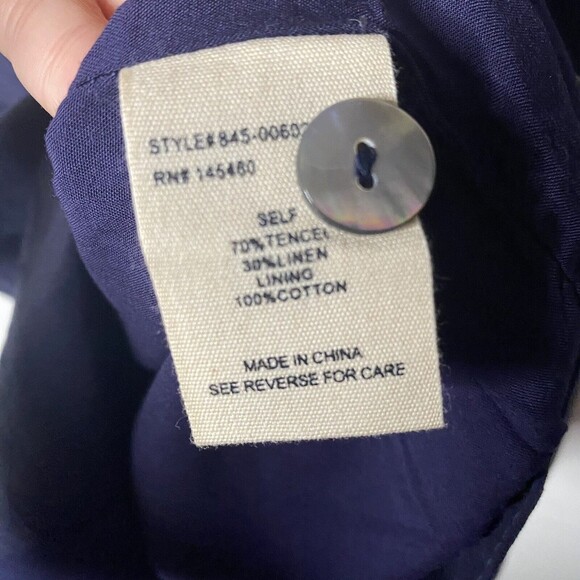 STYLE# 845-0060
RN# 145460
SELF
70%TENCEL
30%LINEN
LINING
100%COTTON
MADE IN CHINA
SEE REVERSE FOR CARE